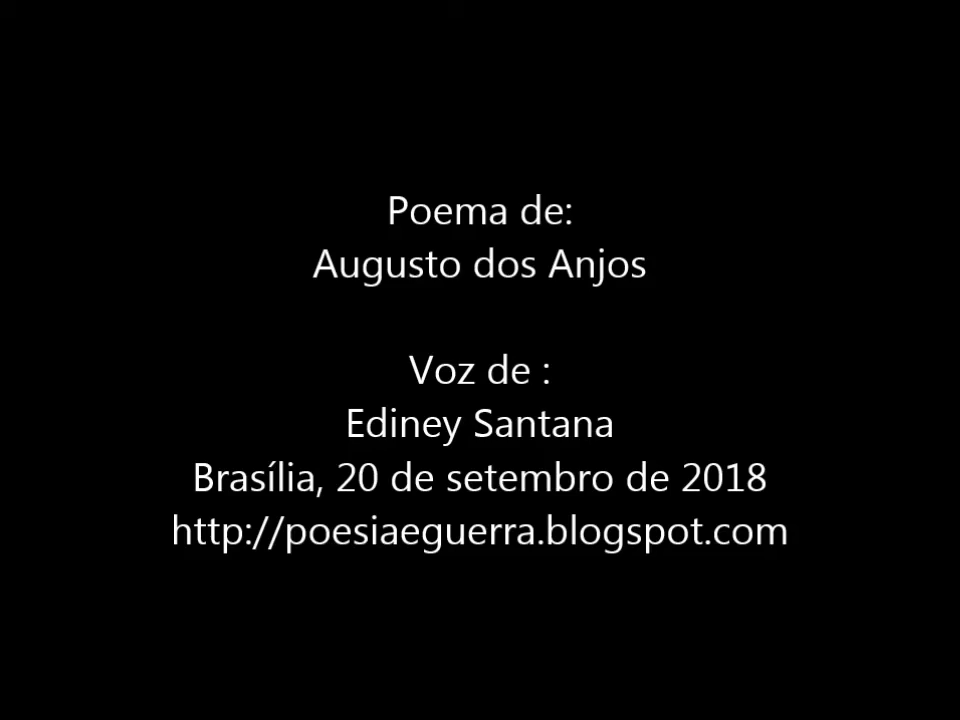 Poema de:
Augusto dos Anjos
Voz de :
Ediney Santana
Brasília, 20 de setembro de 2018
http://poesiaeguerra.blogspot.com